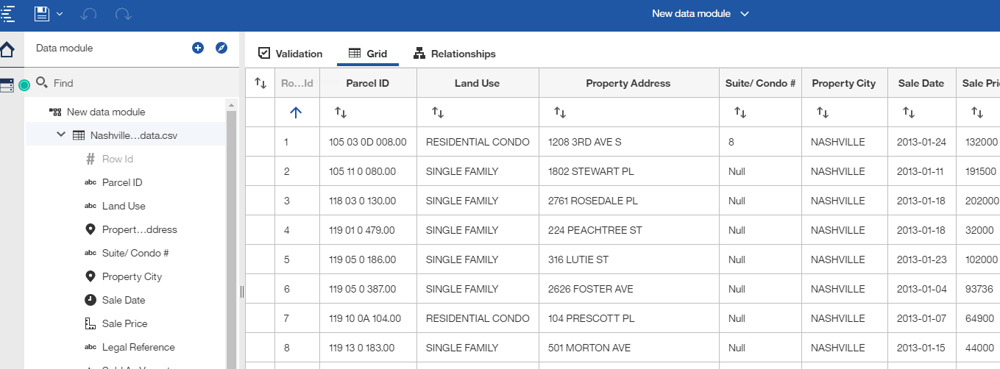 New data module
Data module
Find
New data module
Nashville…data.csv
# Row Id
abc Parcel ID
abc Land Use
Propert…ddress
abc Suite/ Condo #
Property City
Sale Date
Sale Price
abc Legal Reference
Validation Grid Relationships
Ro…Id Parcel ID Land Use Property Address Suite/ Condo # Property City Sale Date Sale Pri
1 105 03 0D 008.00 RESIDENTIAL CONDO 1208 3RD AVE S 8 NASHVILLE 2013-01-24 132000
2 105 11 0 080.00 SINGLE FAMILY 1802 STEWART PL Null NASHVILLE 2013-01-11 191500
3 118 03 0 130.00 SINGLE FAMILY 2761 ROSEDALE PL Null NASHVILLE 2013-01-18 202000
4 119 01 0 479.00 SINGLE FAMILY 224 PEACHTREE ST Null NASHVILLE 2013-01-18 32000
5 119 05 0 186.00 SINGLE FAMILY 316 LUTIE ST Null NASHVILLE 2013-01-23 102000
6 119 05 0 387.00 SINGLE FAMILY 2626 FOSTER AVE Null NASHVILLE 2013-01-04 93736
7 119 10 0A 104.00 RESIDENTIAL CONDO 104 PRESCOTT PL Null NASHVILLE 2013-01-07 64900
8 119 13 0 183.00 SINGLE FAMILY 501 MORTON AVE Null NASHVILLE 2013-01-15 44000